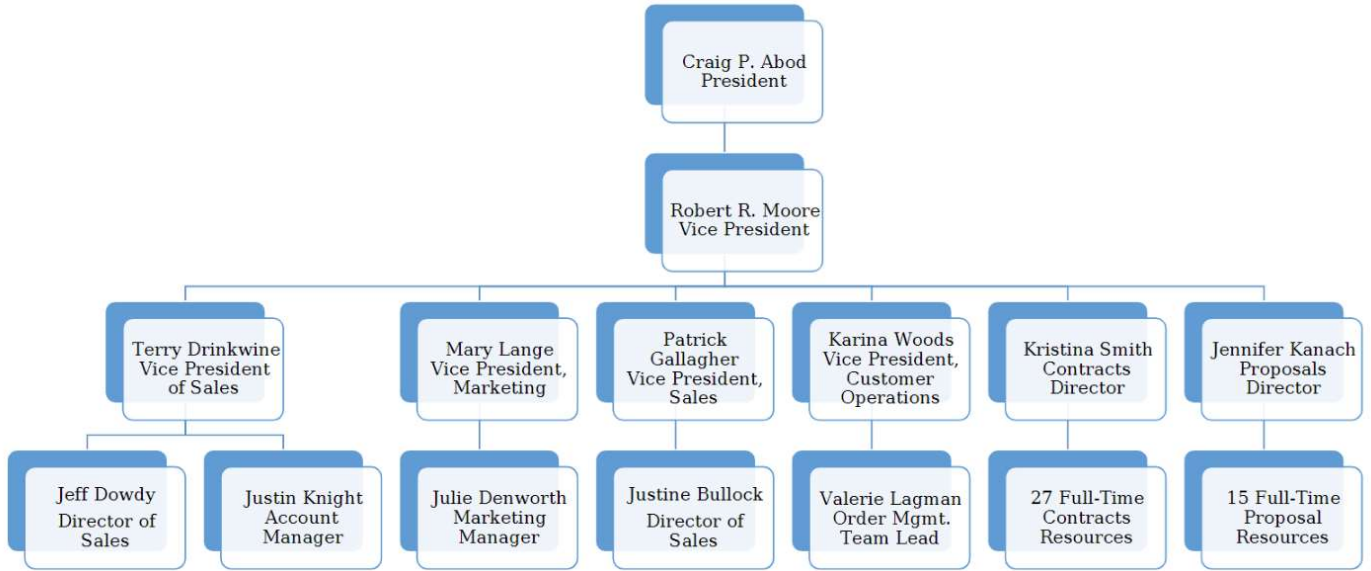 Craig P. Abod
President
Robert R. Moore
Vice President
Terry Drinkwine
Vice President
of Sales
Mary Lange
Vice President,
Marketing
Patrick
Gallagher
Vice President,
Sales
Karina Woods
Vice President,
Customer
Operations
Kristina Smith
Contracts
Director
Jennifer Kanach
Proposals
Director
Jeff Dowdy
Director of
Sales
Justin Knight
Account
Manager
Julie Denworth
Marketing
Manager
Justine Bullock
Director of
Sales
Valerie Lagman
Order Mgmt.
Team Lead
27 Full-Time
Contracts
Resources
15 Full-Time
Proposal
Resources